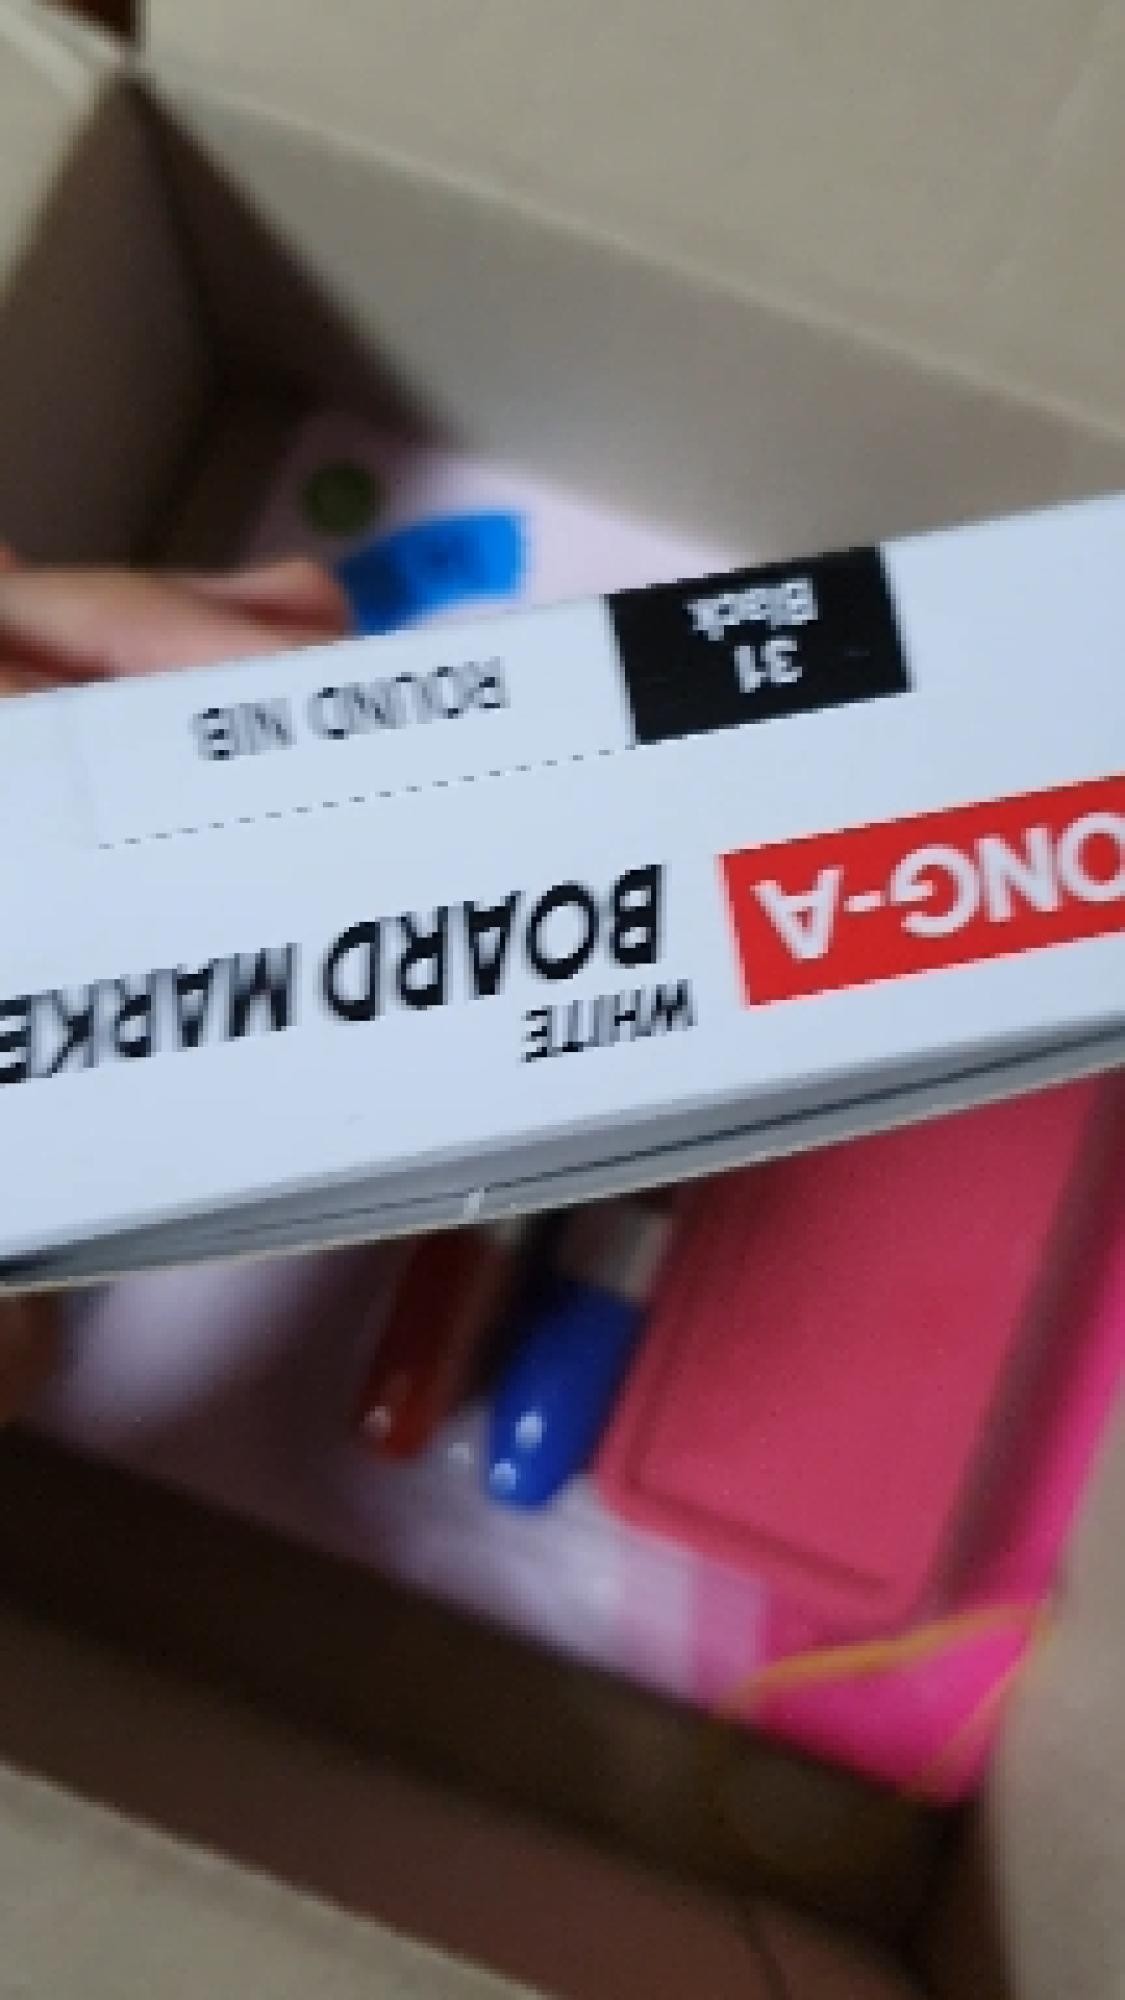 ONG-A
WHITE
BOARD MARKE
31
Black
ROUND NIB